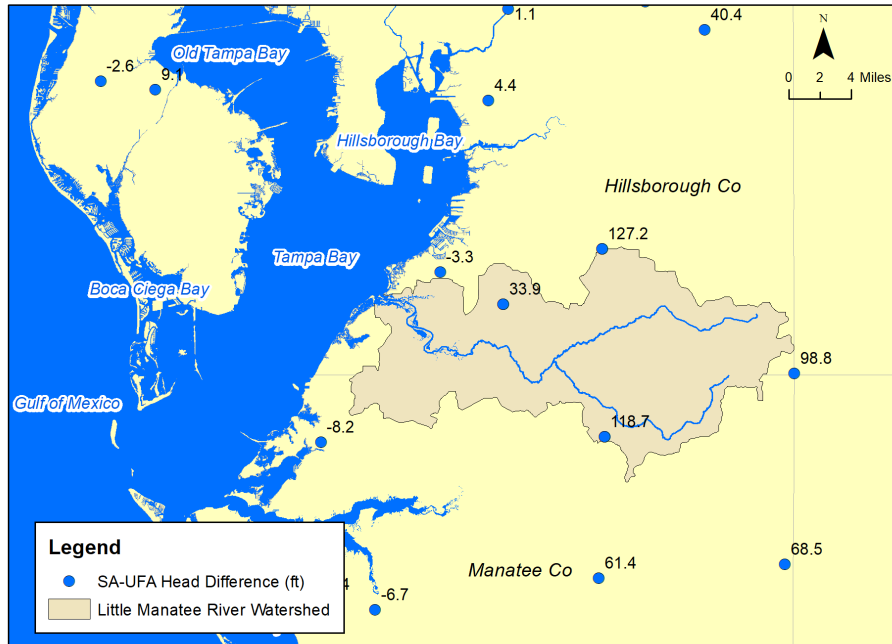 1.1
40.4
N
Old Tampa Bay
-2.6
9.1
0 2 4 Miles
4.4
Hillsborough Bay
Hillsborough Co
127.2
Tampa Bay
-3.3
Boca Ciega Bay
33.9
98.8
Gulf of Mexico
118.7
-8.2
Legend
SA-UFA Head Difference (ft)
Little Manatee River Watershed
68.5
Manatee Co
61.4
4
-6.7